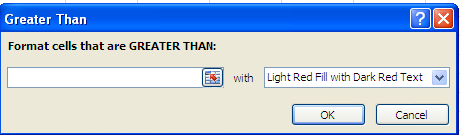 Greater Than
Format cells that are GREATER THAN:
with Light Red Fill with Dark Red Text
OK Cancel